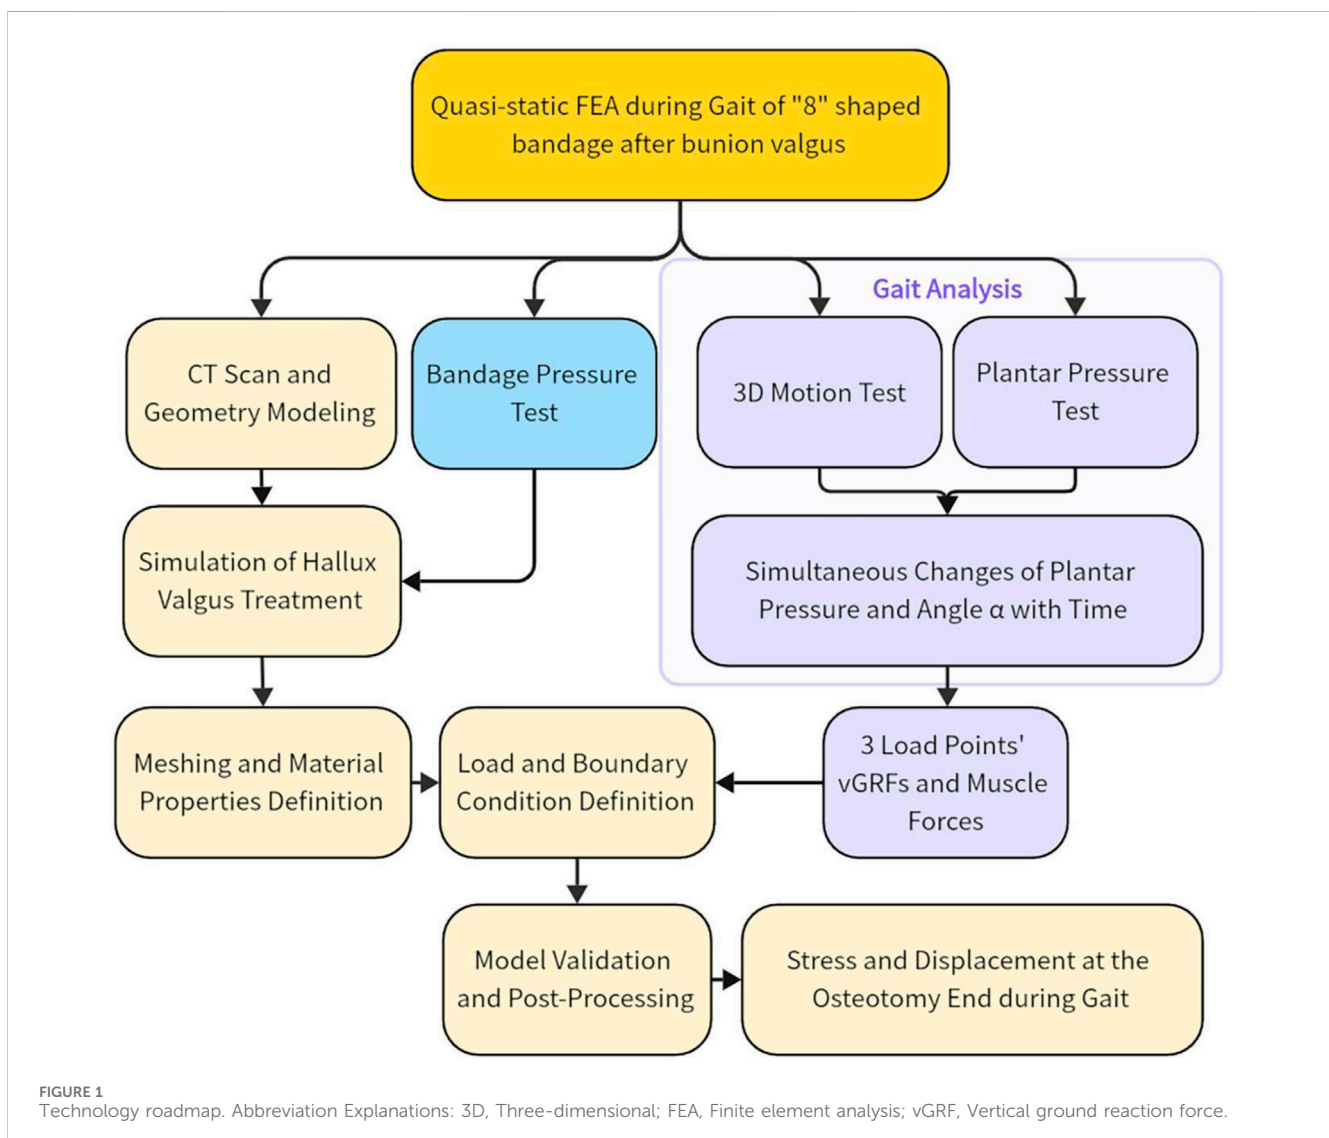 Quasi-static FEA during Gait of "8" shaped
bandage after bunion valgus
Gait Analysis
CT Scan and
Geometry Modeling
Bandage Pressure
Test
3D Motion Test
Plantar Pressure
Test
Simulation of Hallux
Valgus Treatment
Simultaneous Changes of Plantar
Pressure and Angle α with Time
Meshing and Material
Properties Definition
Load and Boundary
Condition Definition
3 Load Points'
vGRFs and Muscle
Forces
Model Validation
and Post-Processing
Stress and Displacement at the
Osteotomy End during Gait
FIGURE 1
Technology roadmap. Abbreviation Explanations: 3D, Three-dimensional; FEA, Finite element analysis; vGRF, Vertical ground reaction force.